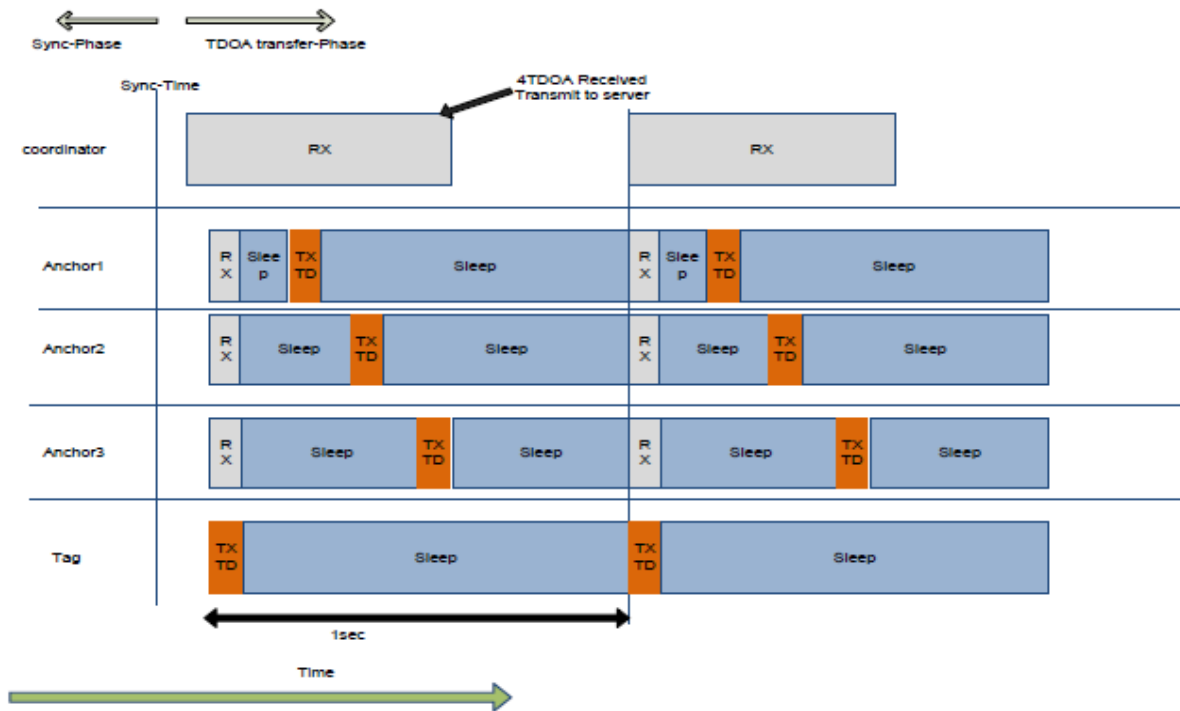 Sync-Phase
TDOA transfer-Phase
Sync-Time
4TDOA Received
Transmit to server
coordinator
RX
RX
Anchor1
R
X
Slee
p
TX
TD
Sleep
R
X
Slee
p
TX
TD
Sleep
Anchor2
R
X
Sleep
TX
TD
Sleep
R
X
Sleep
TX
TD
Sleep
Anchor3
R
X
Sleep
TX
TD
Sleep
R
X
Sleep
TX
TD
Sleep
Tag
TX
TD
Sleep
TX
TD
Sleep
1sec
Time